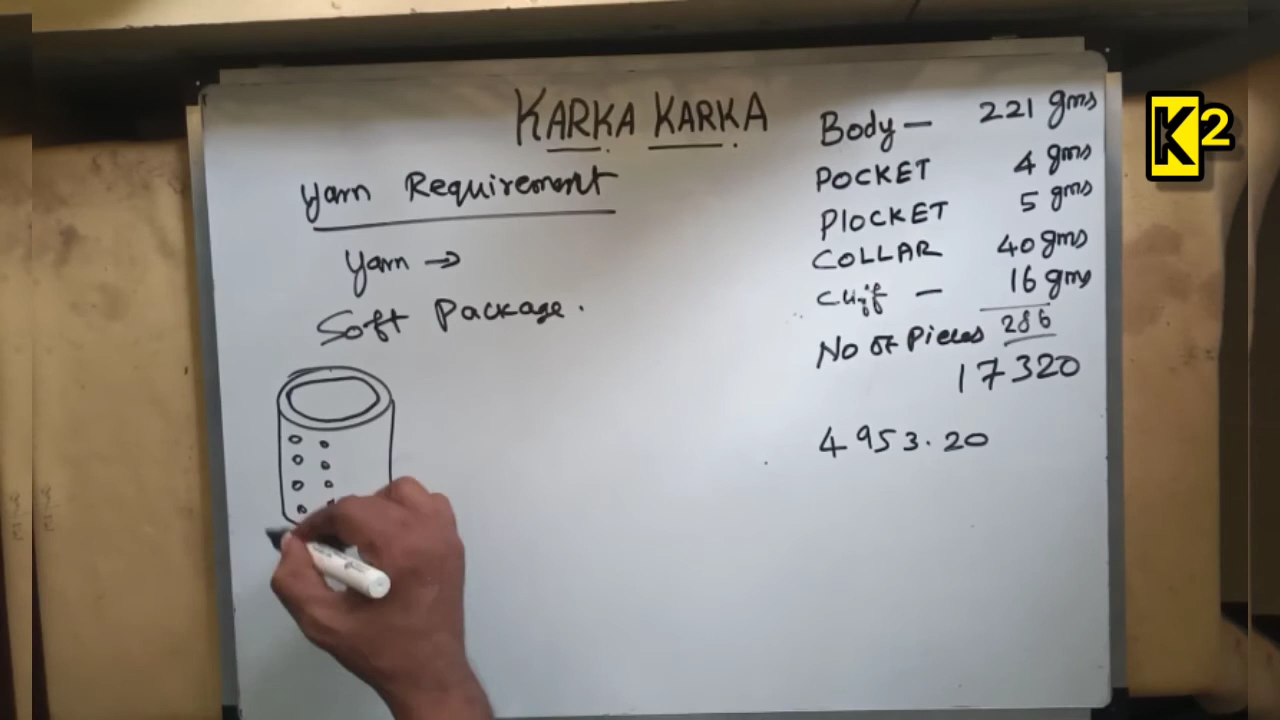 KARKA KARKA
Yarn Requirement
Yarn →
Soft Package.
Body — 221 gms
POCKET 4 gms
PlOCKET 5 gms
COLLAR 40 gms
Cuff — 16 gms
286
No of Pieces
17320
4953.20
K2